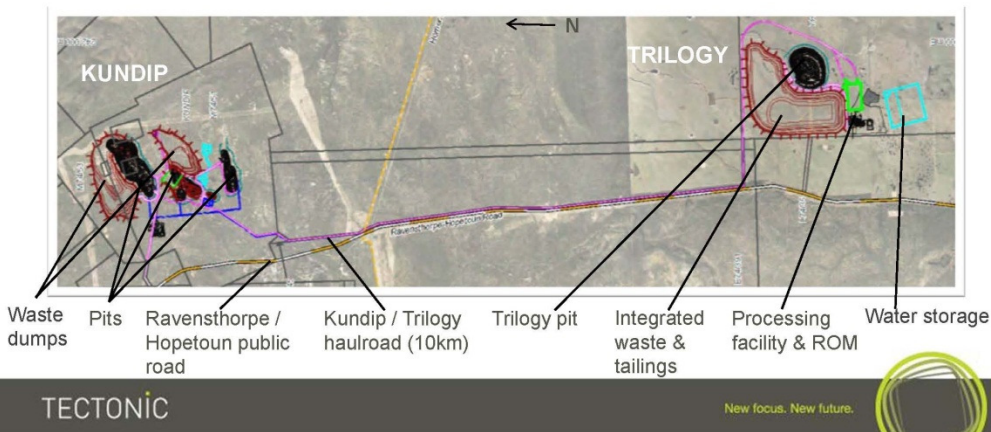 N
KUNDIP
TRILOGY
Ravensthorpe/Hopetoun Road
Waste
dumps
Pits
Ravensthorpe /
Hopetoun public
road
Kundip / Trilogy
haulroad (10km)
Trilogy pit
Integrated
waste &
tailings
Processing
facility & ROM
Water storage
TECTONIC
New focus. New future.